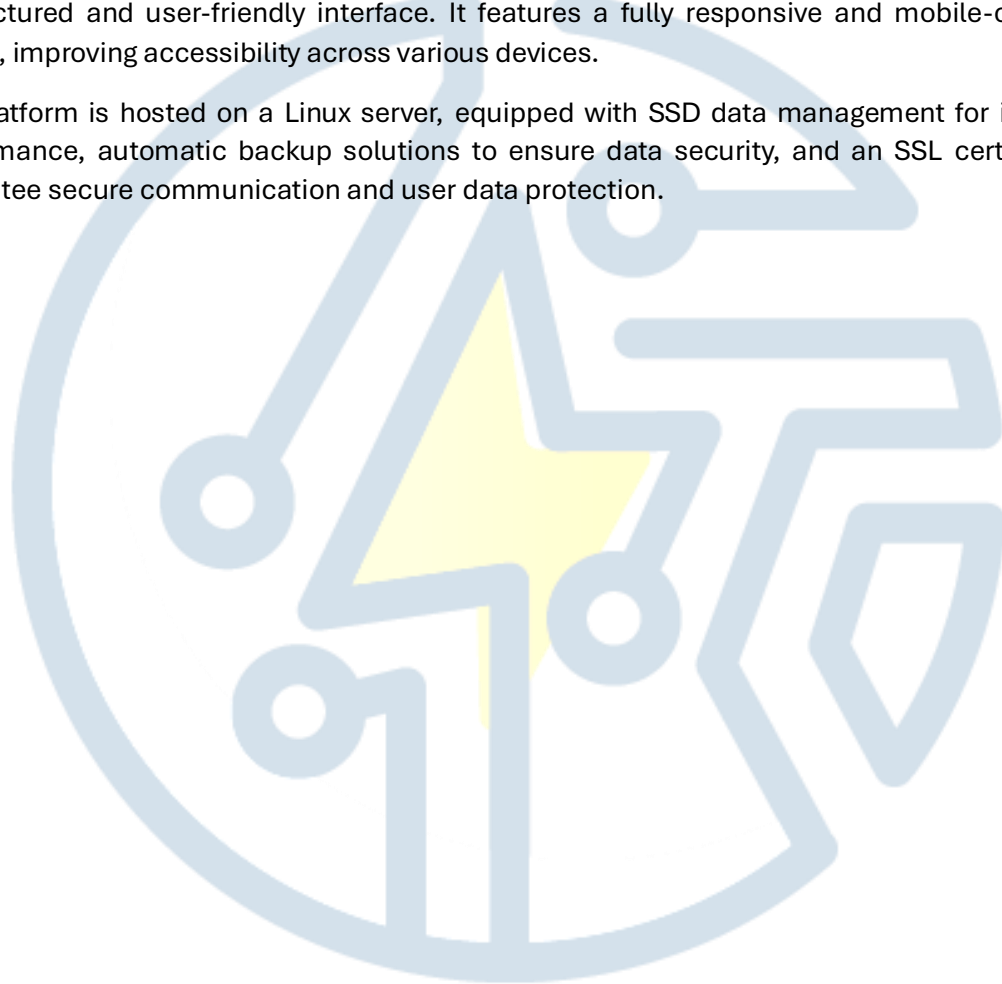 ctured and user-friendly interface. It features a fully responsive and mobile-
, improving accessibility across various devices.
atform is hosted on a Linux server, equipped with SSD data management for i
mance, automatic backup solutions to ensure data security, and an SSL cert
tee secure communication and user data protection.